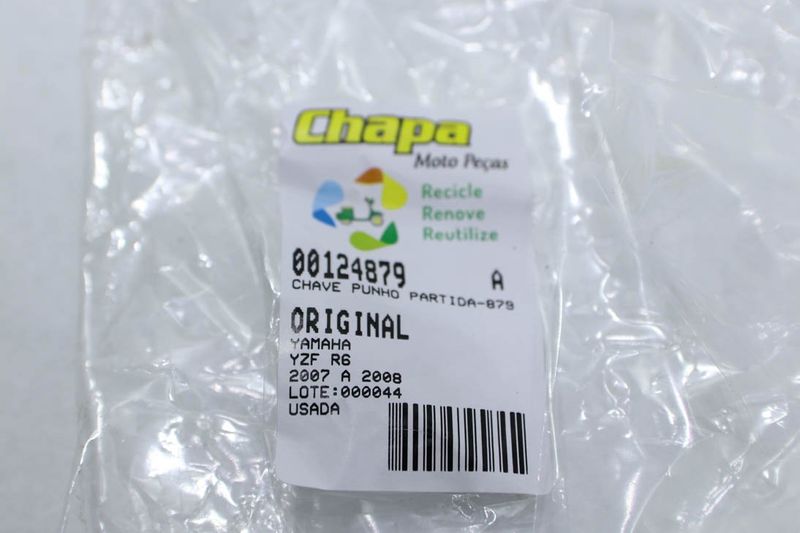 Chapa
Moto Peças
Recicle
Renove
Reutilize
00124879 A
CHAVE PUNHO PARTIDA-879
ORIGINAL
YAMAHA
YZF R6
2007 A 2008
LOTE:000044
USADA